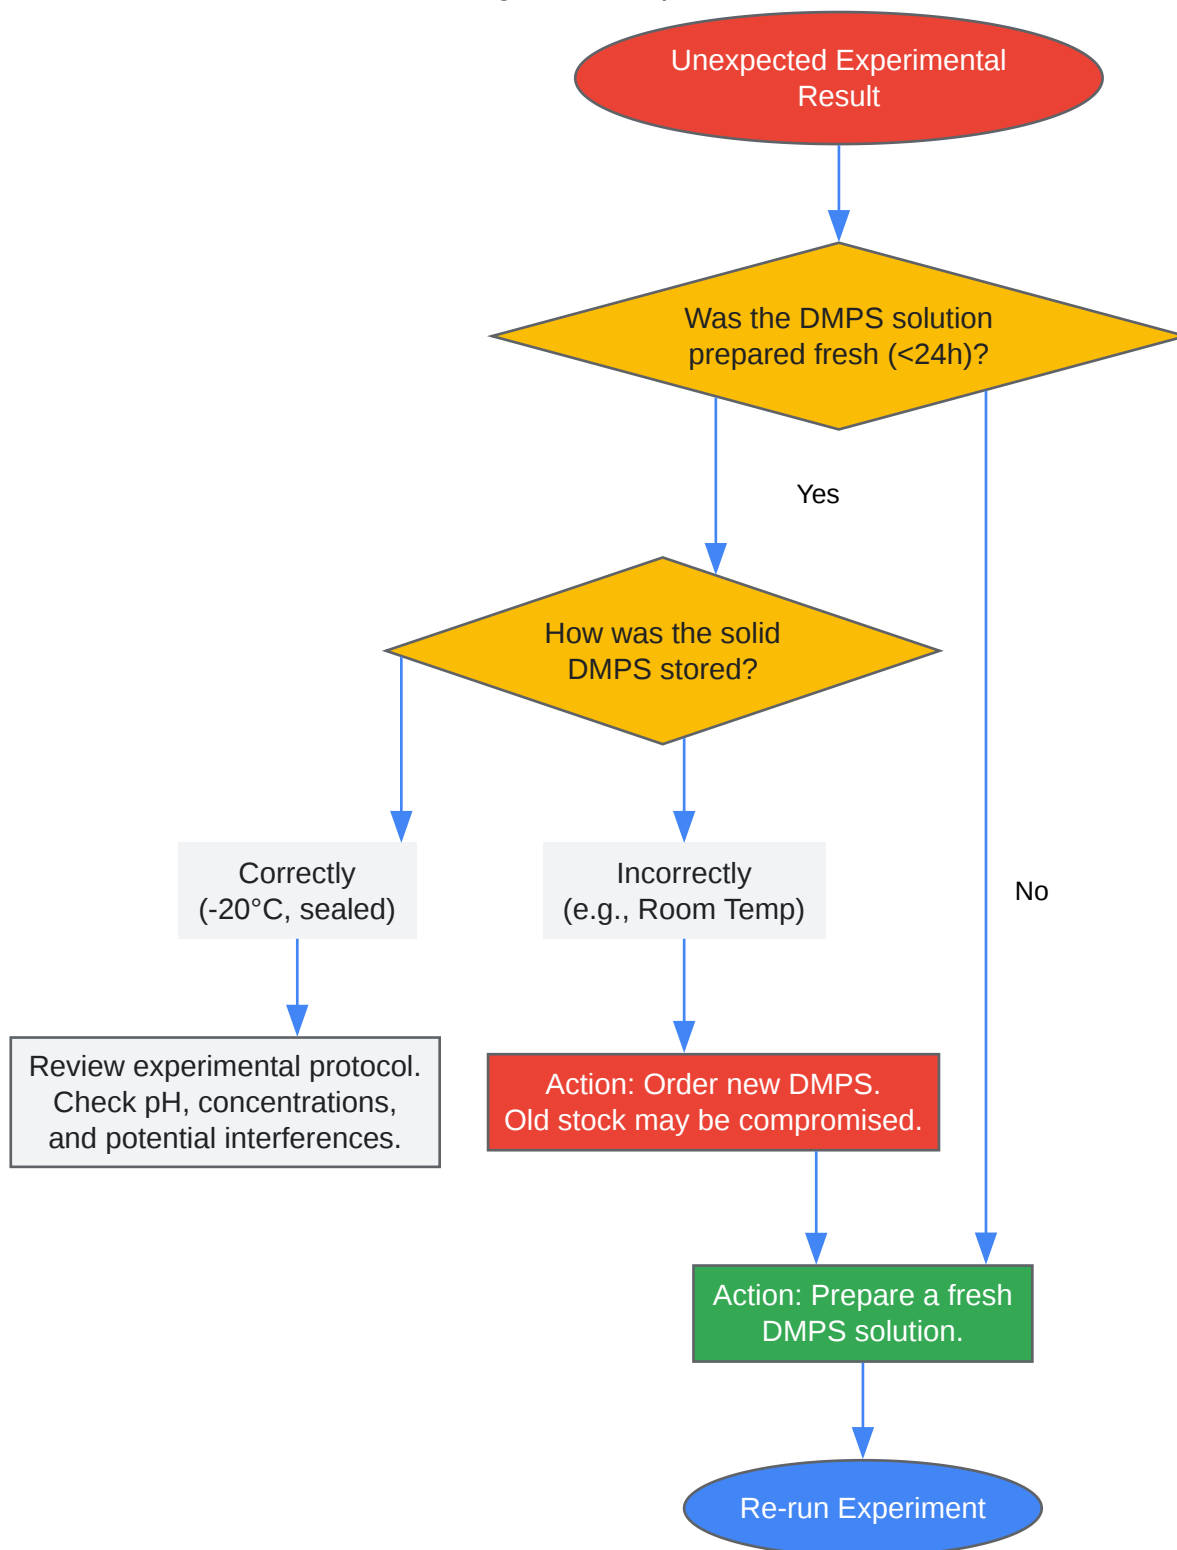 Unexpected Experimental
Result
Was the DMPS solution
prepared fresh (<24h)?
Yes
How was the solid
DMPS stored?
Correctly
(-20°C, sealed)
Incorrectly
(e.g., Room Temp)
No
Review experimental protocol.
Check pH, concentrations,
and potential interferences.
Action: Order new DMPS.
Old stock may be compromised.
Action: Prepare a fresh
DMPS solution.
Re-run Experiment